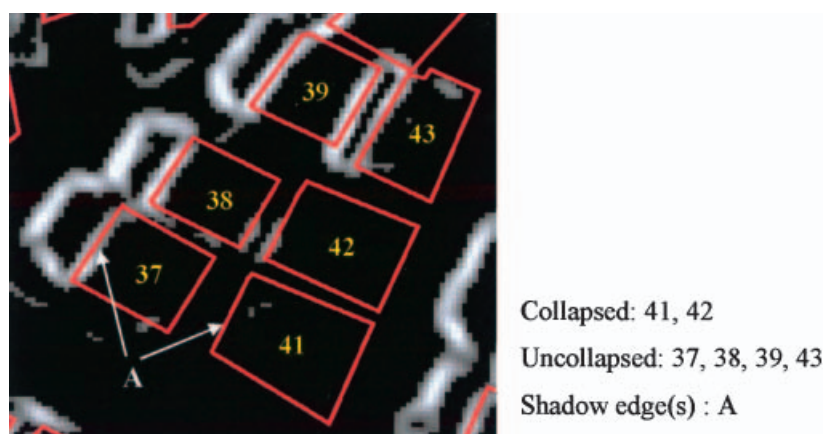 39
43
38
42
37
41
A
Collapsed: 41, 42
Uncollapsed: 37, 38, 39, 43
Shadow edge(s) : A